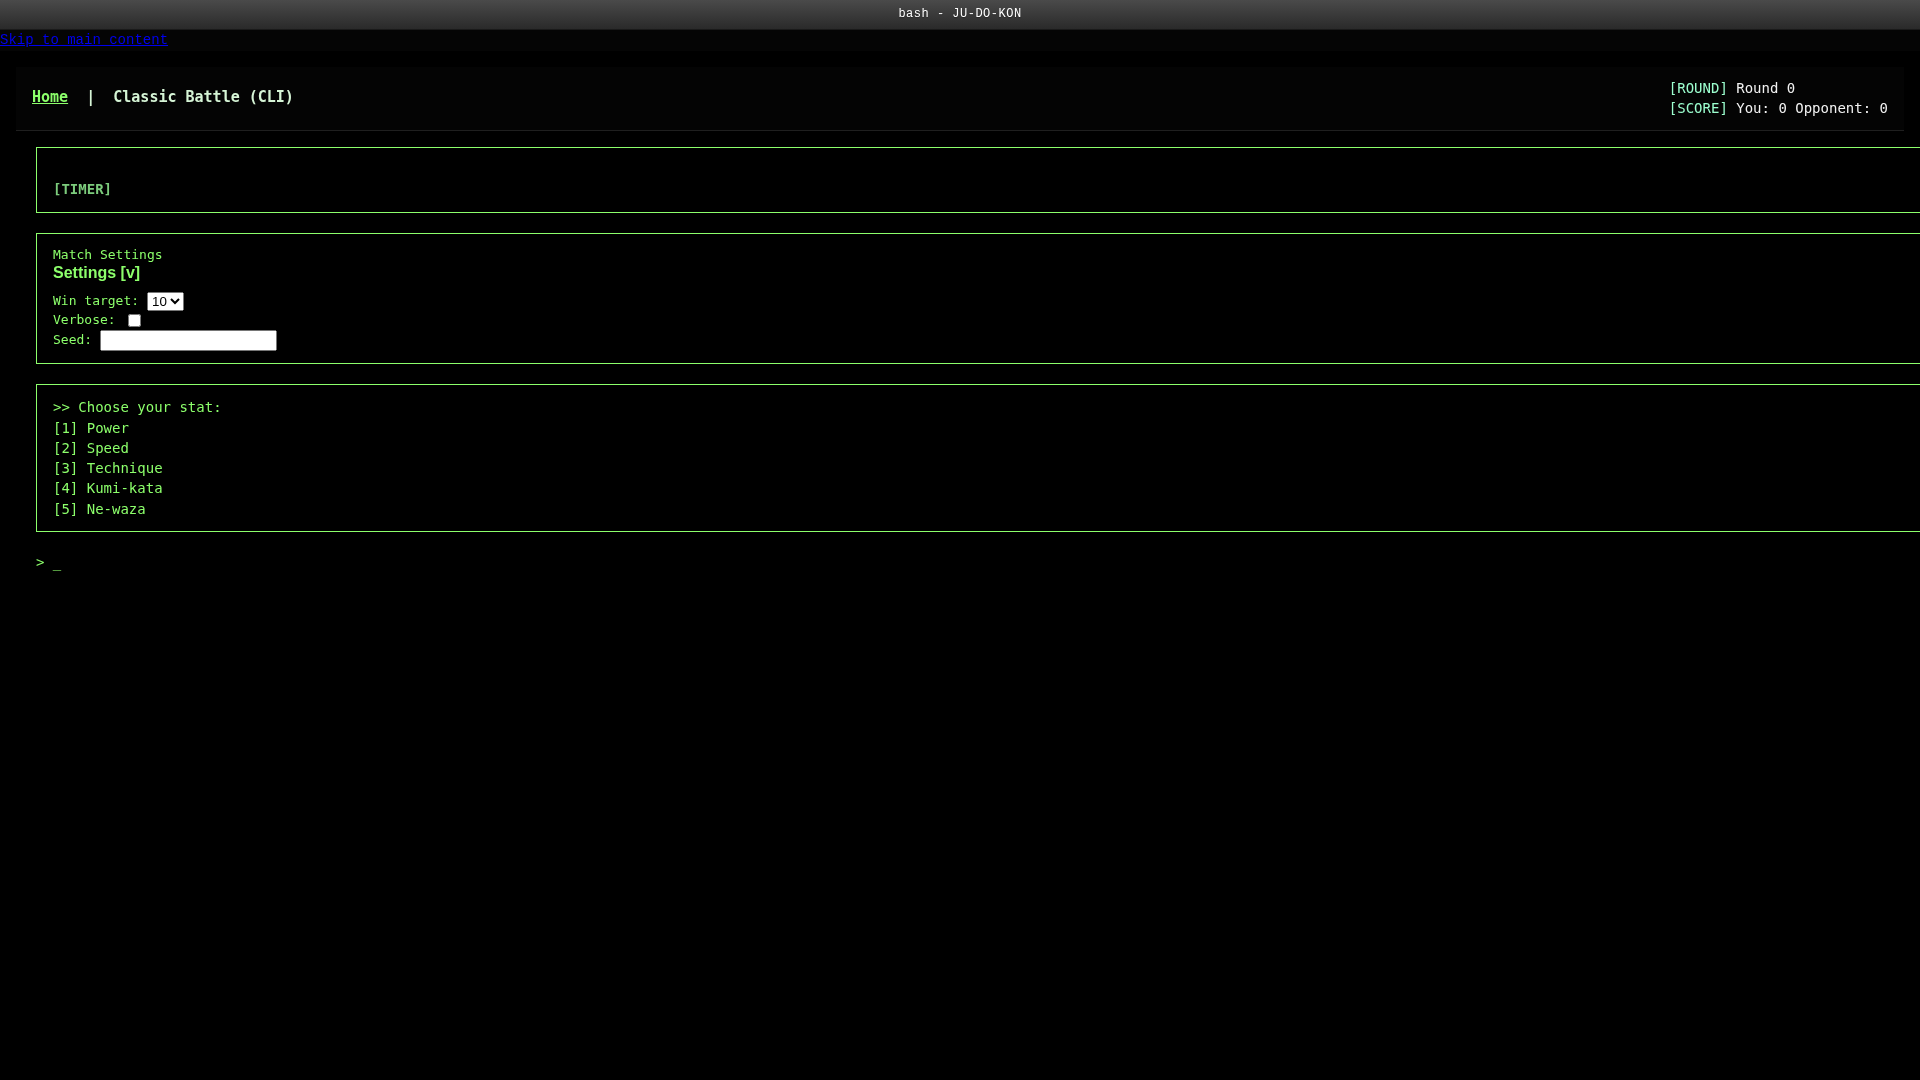 bash - JU-DO-KON
Skip to main content
Home | Classic Battle (CLI)
[ROUND] Round 0
[SCORE] You: 0 Opponent: 0
[TIMER]
Match Settings
Settings [v]
Win target: 10
Verbose:
Seed:
>> Choose your stat:
[1] Power
[2] Speed
[3] Technique
[4] Kumi-kata
[5] Ne-waza
> _